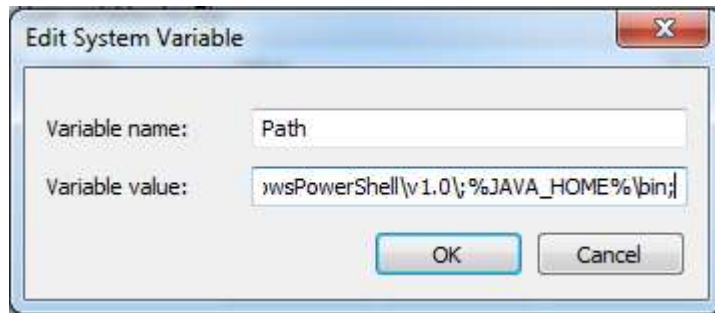 Edit System Variable
Variable name: Path
Variable value: owsPowerShell\v1.0\;%JAVA_HOME%\bin;
OK Cancel